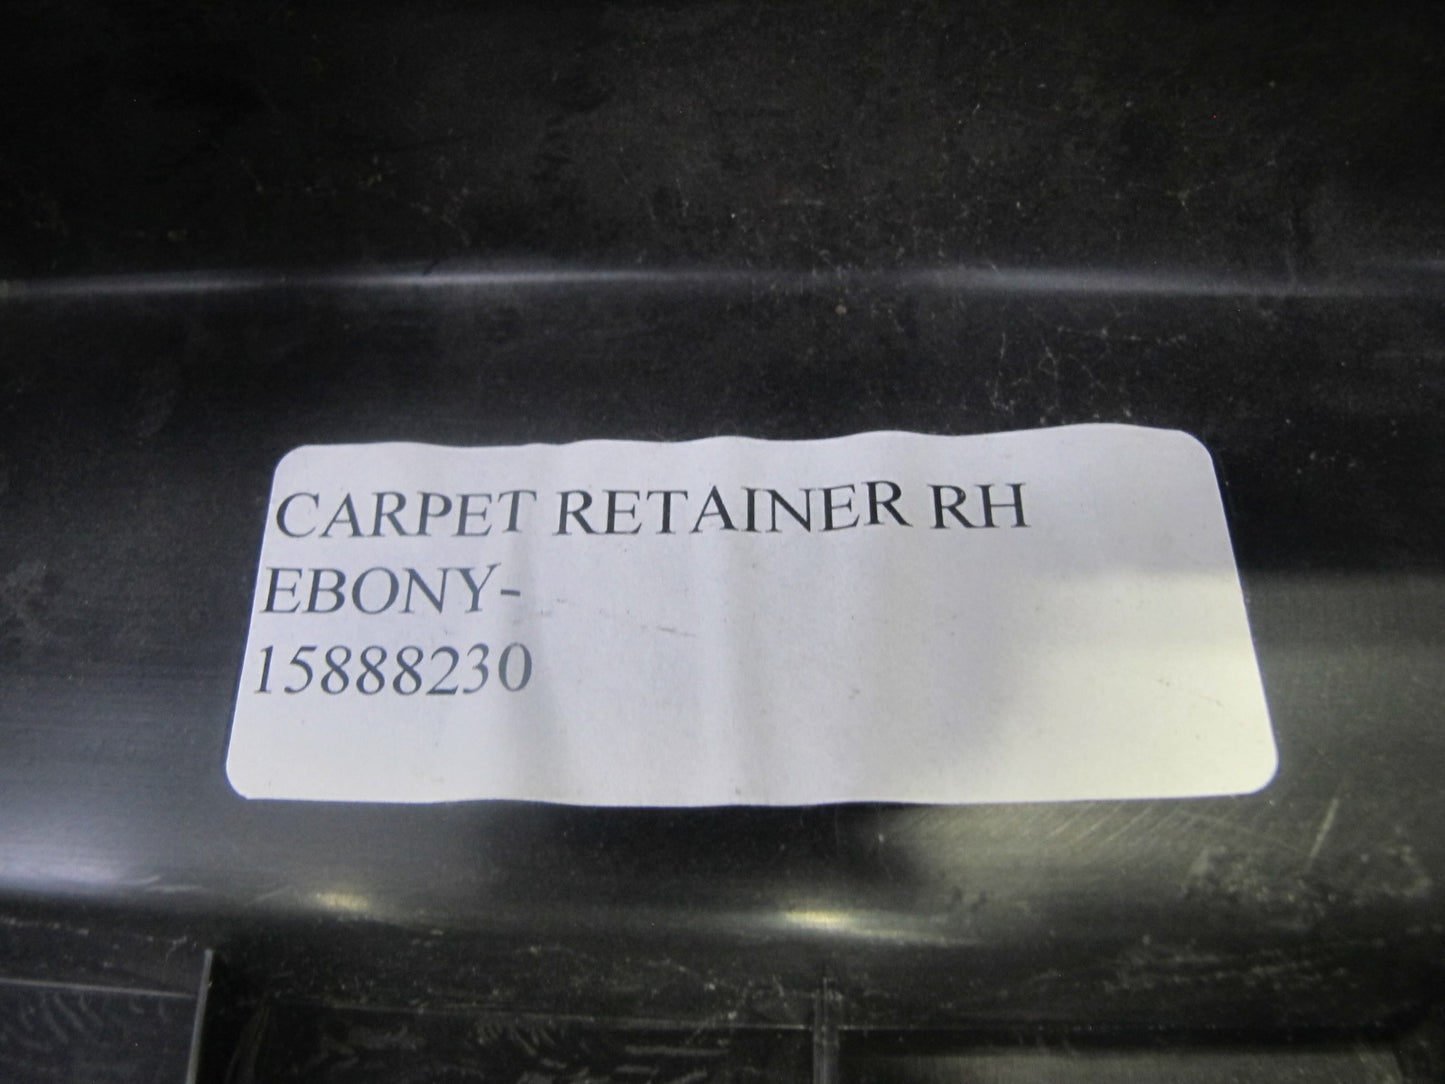 CARPET RETAINER RH
EBONY-
15888230